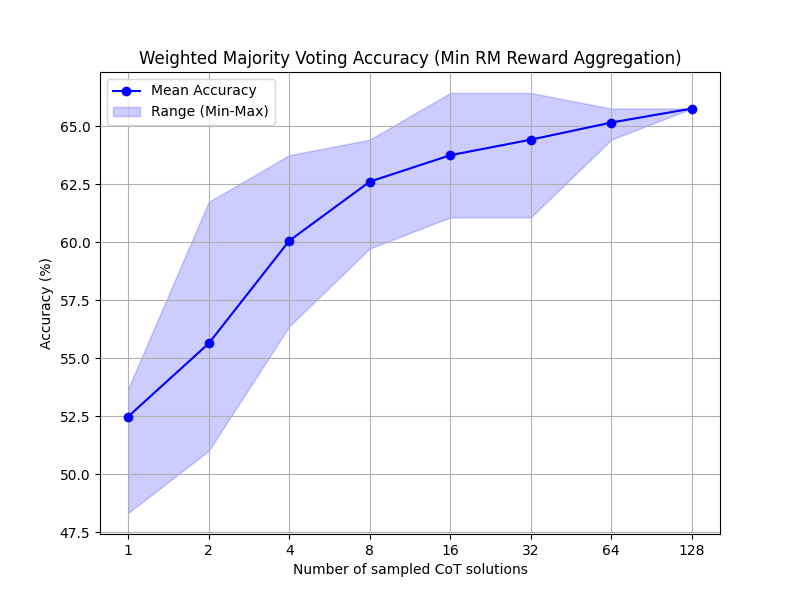 Weighted Majority Voting Accuracy (Min RM Reward Aggregation)
Mean Accuracy
Range (Min-Max)
65.0
62.5
60.0
57.5
55.0
52.5
50.0
47.5
Accuracy (%)
1 2 4 8 16 32 64 128
Number of sampled CoT solutions